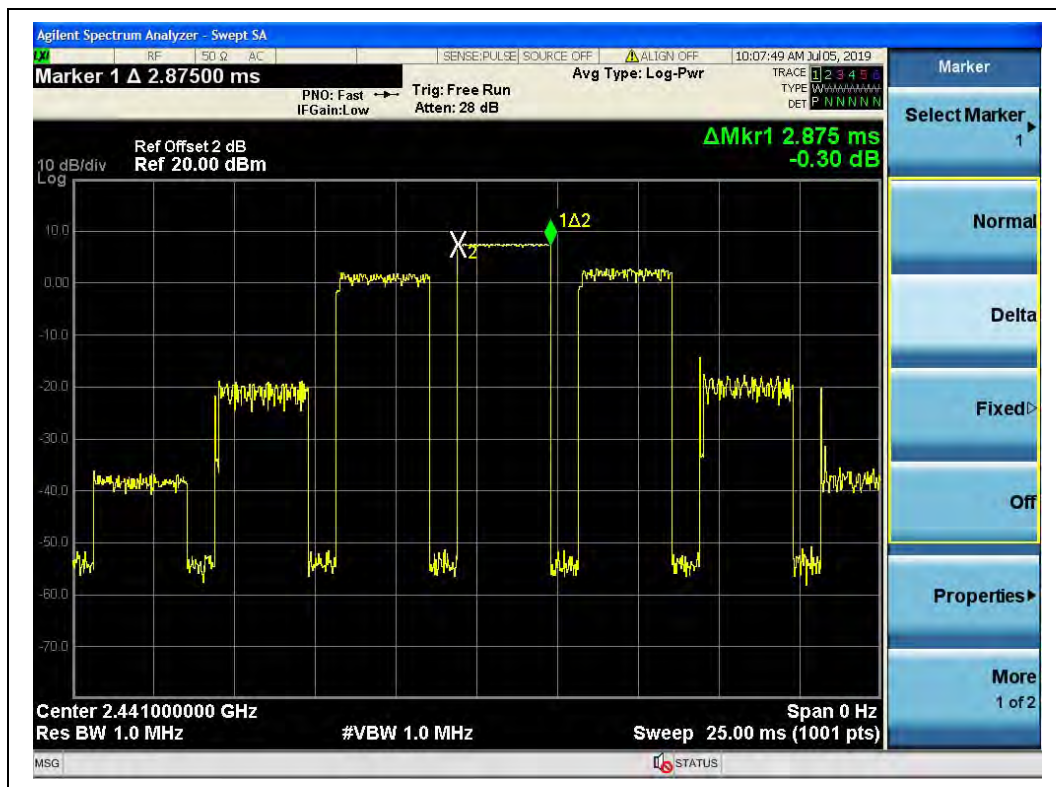 Agilent Spectrum Analyzer - Swept SA
LXI RF 50 Ω AC SENSE:PULSE SOURCE OFF ALIGN OFF 10:07:49 AM Jul 05, 2019
Marker 1 Δ 2.87500 ms
PNO: Fast
IFGain:Low
Trig: Free Run
Atten: 28 dB
Avg Type: Log-Pwr
TRACE 1 2 3 4 5 6
TYPE W
DET P N N N N N
ΔMkr1 2.875 ms
-0.30 dB
Ref Offset 2 dB
10 dB/div Ref 20.00 dBm
Log
10.0
0.00
-10.0
-20.0
-30.0
-40.0
-50.0
-60.0
-70.0
X2
1Δ2
Center 2.441000000 GHz
Span 0 Hz
Res BW 1.0 MHz
#VBW 1.0 MHz
Sweep 25.00 ms (1001 pts)
MSG
STATUS
Marker
Select Marker
1
Normal
Delta
Fixed
Off
Properties
More
1 of 2